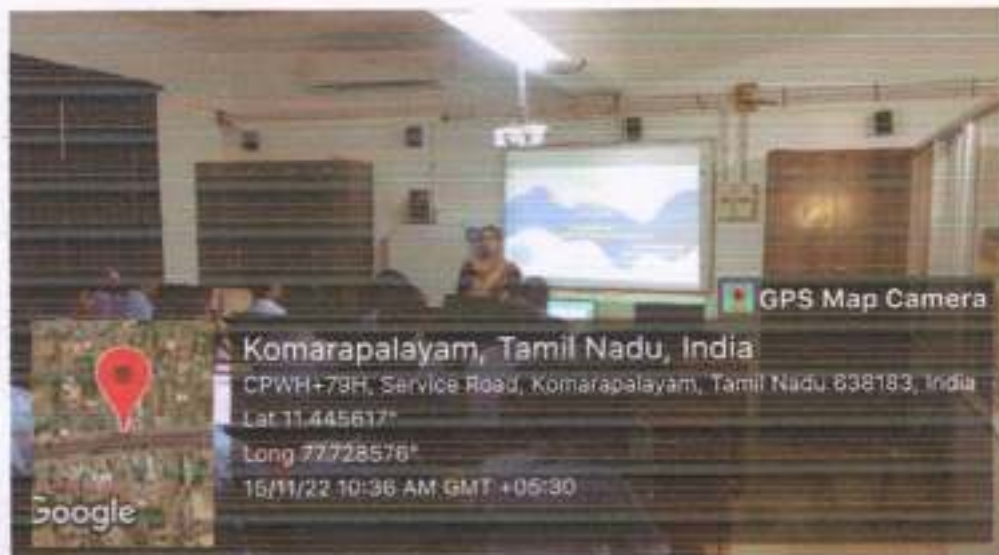 GPS Map Camera
Komarapalayam, Tamil Nadu, India
CPWH+79H, Service Road, Komarapalayam, Tamil Nadu 638183, India
Lat 11.445617°
Long 77.728576°
15/11/22 10:36 AM GMT +05:30
Google